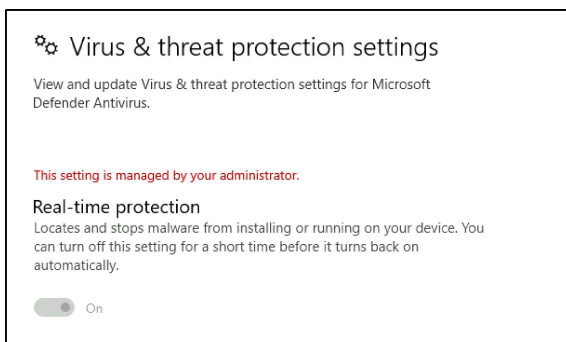 Virus & threat protection settings
View and update Virus & threat protection settings for Microsoft
Defender Antivirus.
This setting is managed by your administrator.
Real-time protection
Locates and stops malware from installing or running on your device. You
can turn off this setting for a short time before it turns back on
automatically.
On